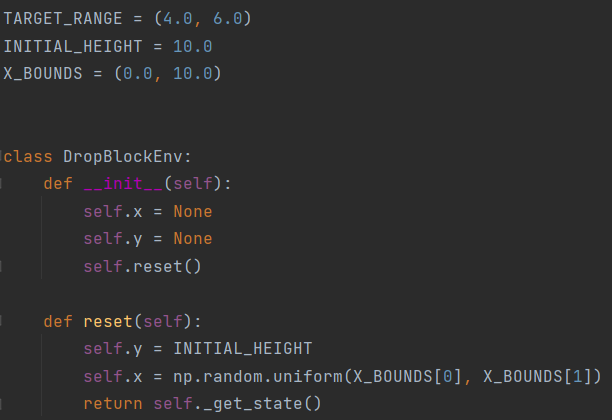 TARGET_RANGE = (4.0, 6.0)
INITIAL_HEIGHT = 10.0
X_BOUNDS = (0.0, 10.0)
class DropBlockEnv:
    def __init__(self):
        self.x = None
        self.y = None
        self.reset()
    def reset(self):
        self.y = INITIAL_HEIGHT
        self.x = np.random.uniform(X_BOUNDS[0], X_BOUNDS[1])
        return self._get_state()